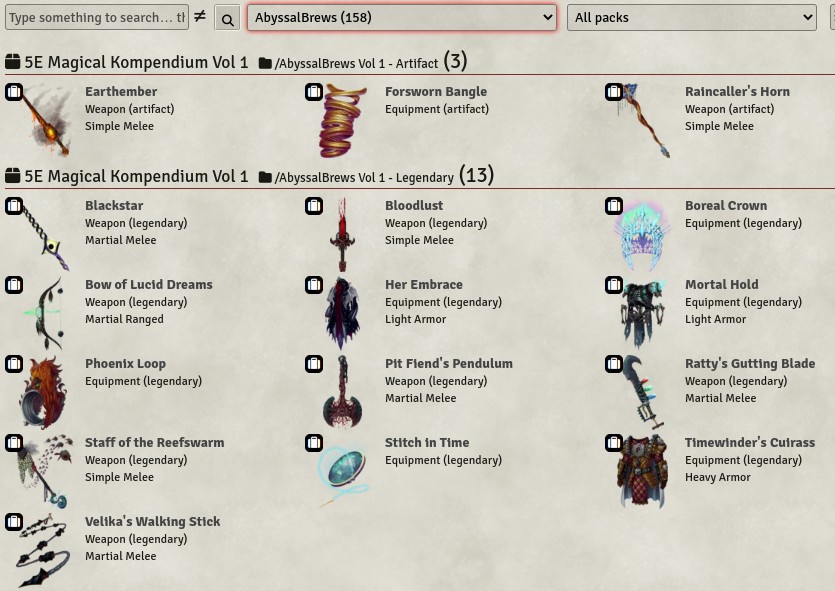 Type something to search… tl ≠ AbyssalBrews (158) All packs
5E Magical Kompendium Vol 1 /AbyssalBrews Vol 1 - Artifact (3)
Earthember
Weapon (artifact)
Simple Melee
Forsworn Bangle
Equipment (artifact)
Raincaller's Horn
Weapon (artifact)
Simple Melee
5E Magical Kompendium Vol 1 /AbyssalBrews Vol 1 - Legendary (13)
Blackstar
Weapon (legendary)
Martial Melee
Bloodlust
Weapon (legendary)
Simple Melee
Boreal Crown
Equipment (legendary)
Bow of Lucid Dreams
Weapon (legendary)
Martial Ranged
Her Embrace
Equipment (legendary)
Light Armor
Mortal Hold
Equipment (legendary)
Light Armor
Phoenix Loop
Equipment (legendary)
Pit Fiend's Pendulum
Weapon (legendary)
Martial Melee
Ratty's Gutting Blade
Weapon (legendary)
Martial Melee
Staff of the Reefswarm
Weapon (legendary)
Simple Melee
Stitch in Time
Equipment (legendary)
Timewinder's Cuirass
Equipment (legendary)
Heavy Armor
Velika's Walking Stick
Weapon (legendary)
Martial Melee